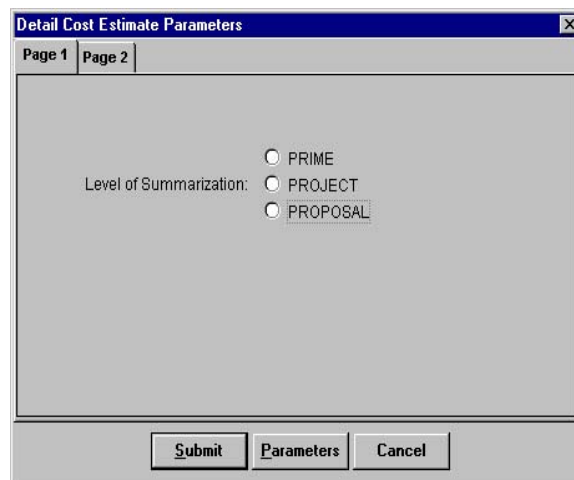 Detail Cost Estimate Parameters
Page 1 Page 2
PRIME
Level of Summarization: PROJECT
PROPOSAL
Submit Parameters Cancel